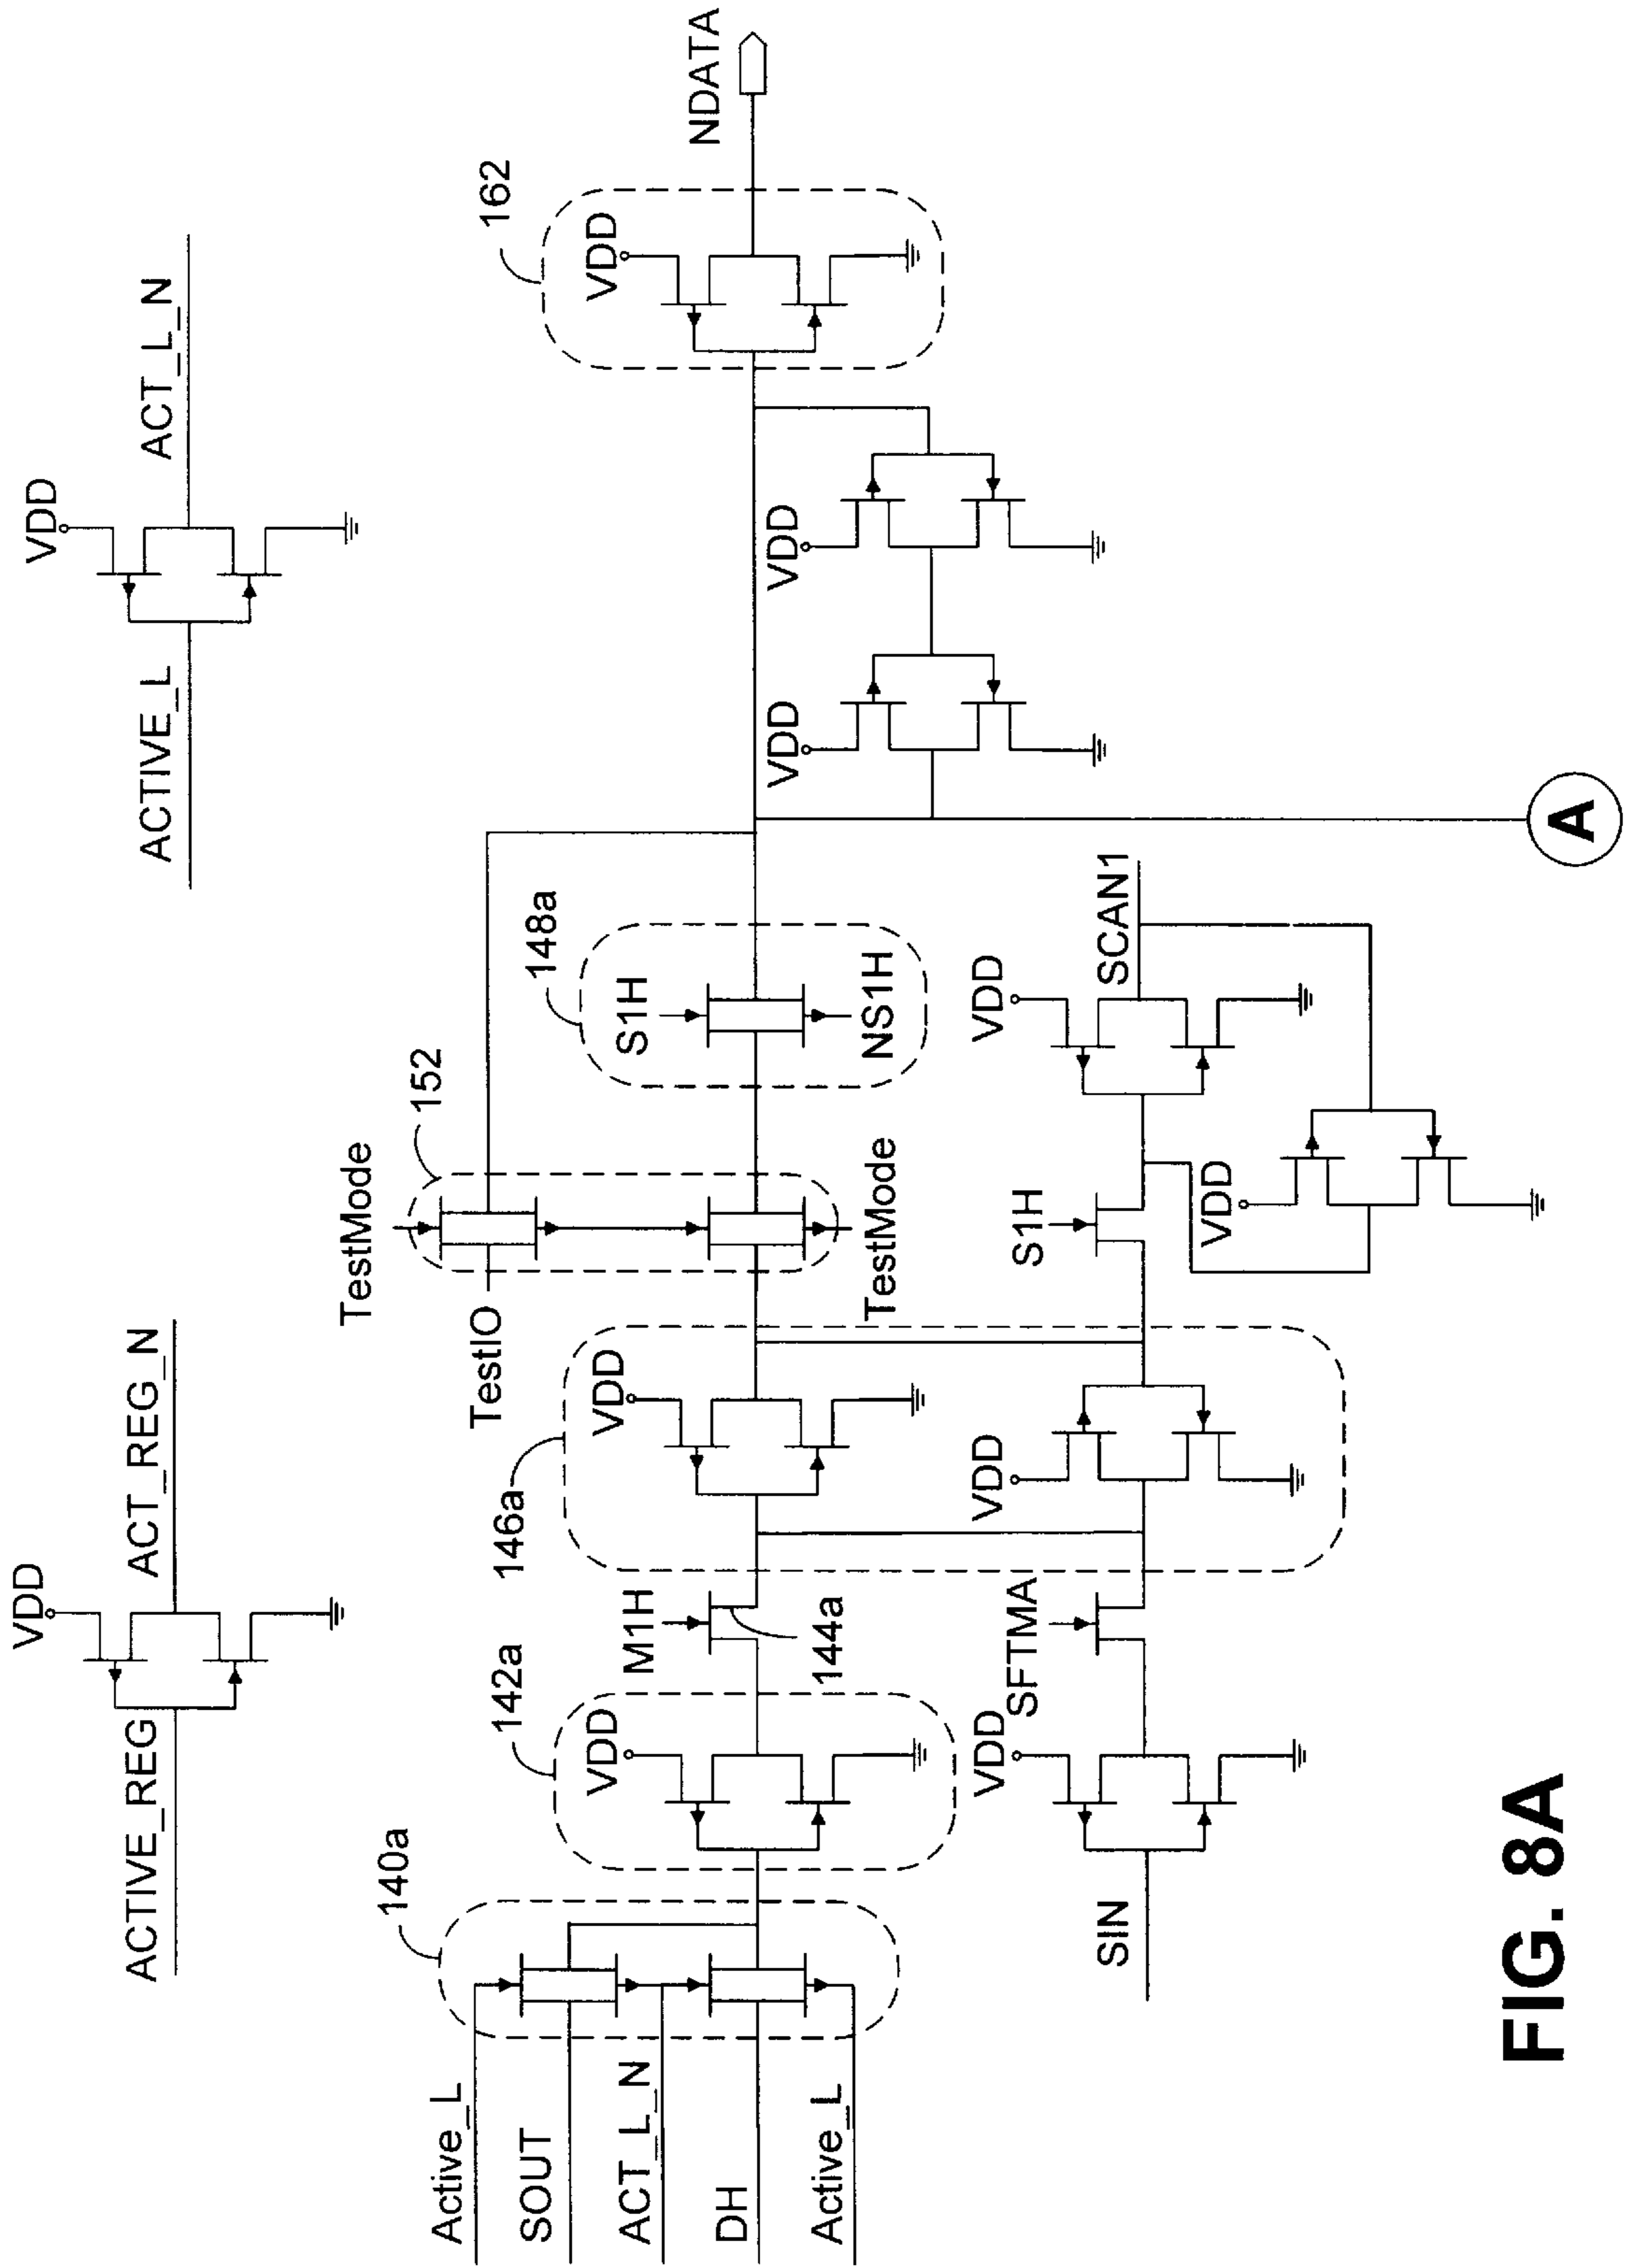 VDD
ACTIVE_REG
ACT_REG_N
VDD
ACTIVE_L
ACT_L_N
TestMode
152
TestIO
140a
Active_L
SOUT
ACT_L_N
DH
Active_L
142a
VDD
M1H
144a
146a
VDD
TestMode
148a
S1H
NS1H
162
VDD
NDATA
VDD
VDD
SIN
VDD
SFTMA
VDD
S1H
VDD
SCAN1
VDD
A
FIG. 8A